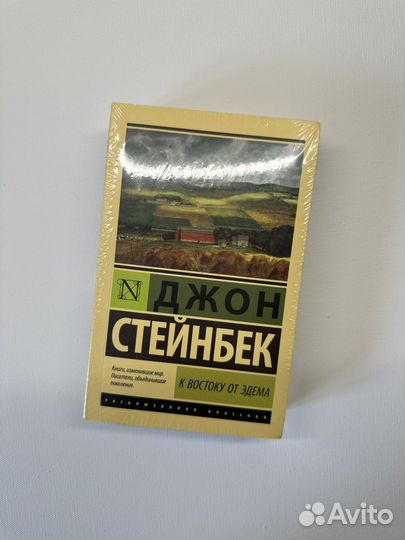 N ДЖОН
СТЕЙНБЕК
Книги, изменившие мир.
Писатели, объединившие
поколения.
К ВОСТОКУ ОТ ЭДЕМА
ЭКСКЛЮЗИВНАЯ КЛАССИКА
Avito